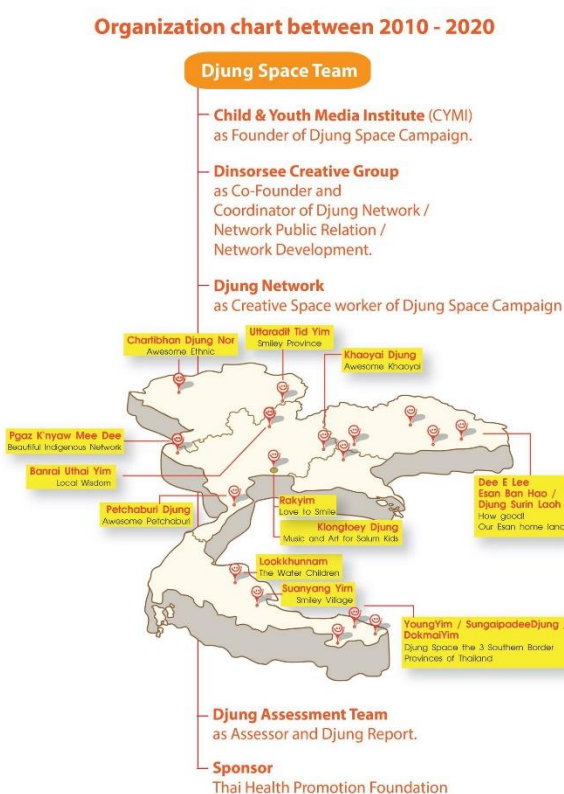 Organization chart between 2010 - 2020
Djung Space Team
Child & Youth Media Institute (CYMI)
as Founder of Djung Space Campaign.
Dinsorsee Creative Group
as Co-Founder and
Coordinator of Djung Network /
Network Public Relation /
Network Development.
Djung Network
as Creative Space worker of Djung Space Campaign
Uttaradit Tid Yim
Smiley Province
Chartibhan Djung Nor
Awesome Ethnic
Khaoyai Djung
Awesome Khaoyai
Pgaz K'nyaw Mee Dee
Beautiful Indigenous Network
Banrai Uthai Yim
Local Wisdom
Dee E Lee
Esan Ban Hao /
Djung Surin Laoh
How good!
Our Esan home land
Petchaburi Djung
Awesome Petchaburi
Rakyim
Love to Smile
Klongtoey Djung
Music and Art for Salum Kids
Lookkhunnam
The Water Children
Suanyang Yim
Smiley Village
YoungYim / SungaipadeeDjung /
DokmaiYim
Djung Space the 3 Southern Border
Provinces of Thailand
Djung Assessment Team
as Assessor and Djung Report.
Sponsor
Thai Health Promotion Foundation